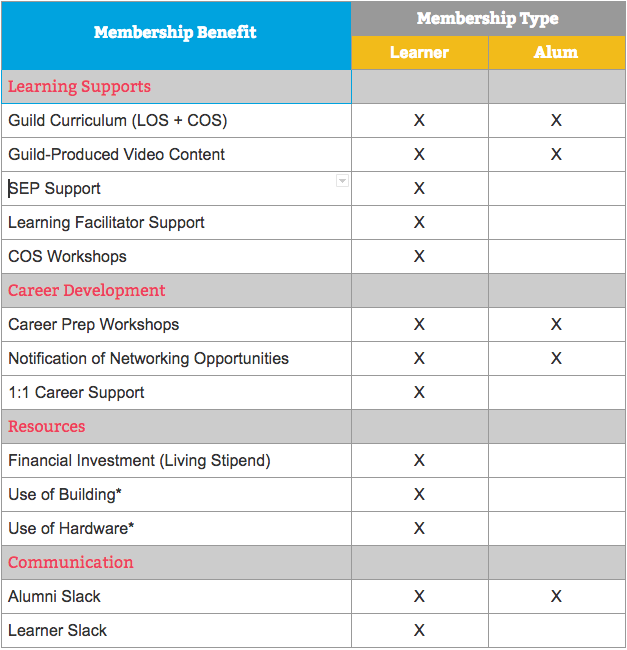 Membership Benefit Membership Type
Learner Alum
Learning Supports
Guild Curriculum (LOS + COS) X X
Guild-Produced Video Content X X
SEP Support X
Learning Facilitator Support X
COS Workshops X
Career Development
Career Prep Workshops X X
Notification of Networking Opportunities X X
1:1 Career Support X
Resources
Financial Investment (Living Stipend) X
Use of Building* X
Use of Hardware* X
Communication
Alumni Slack X X
Learner Slack X